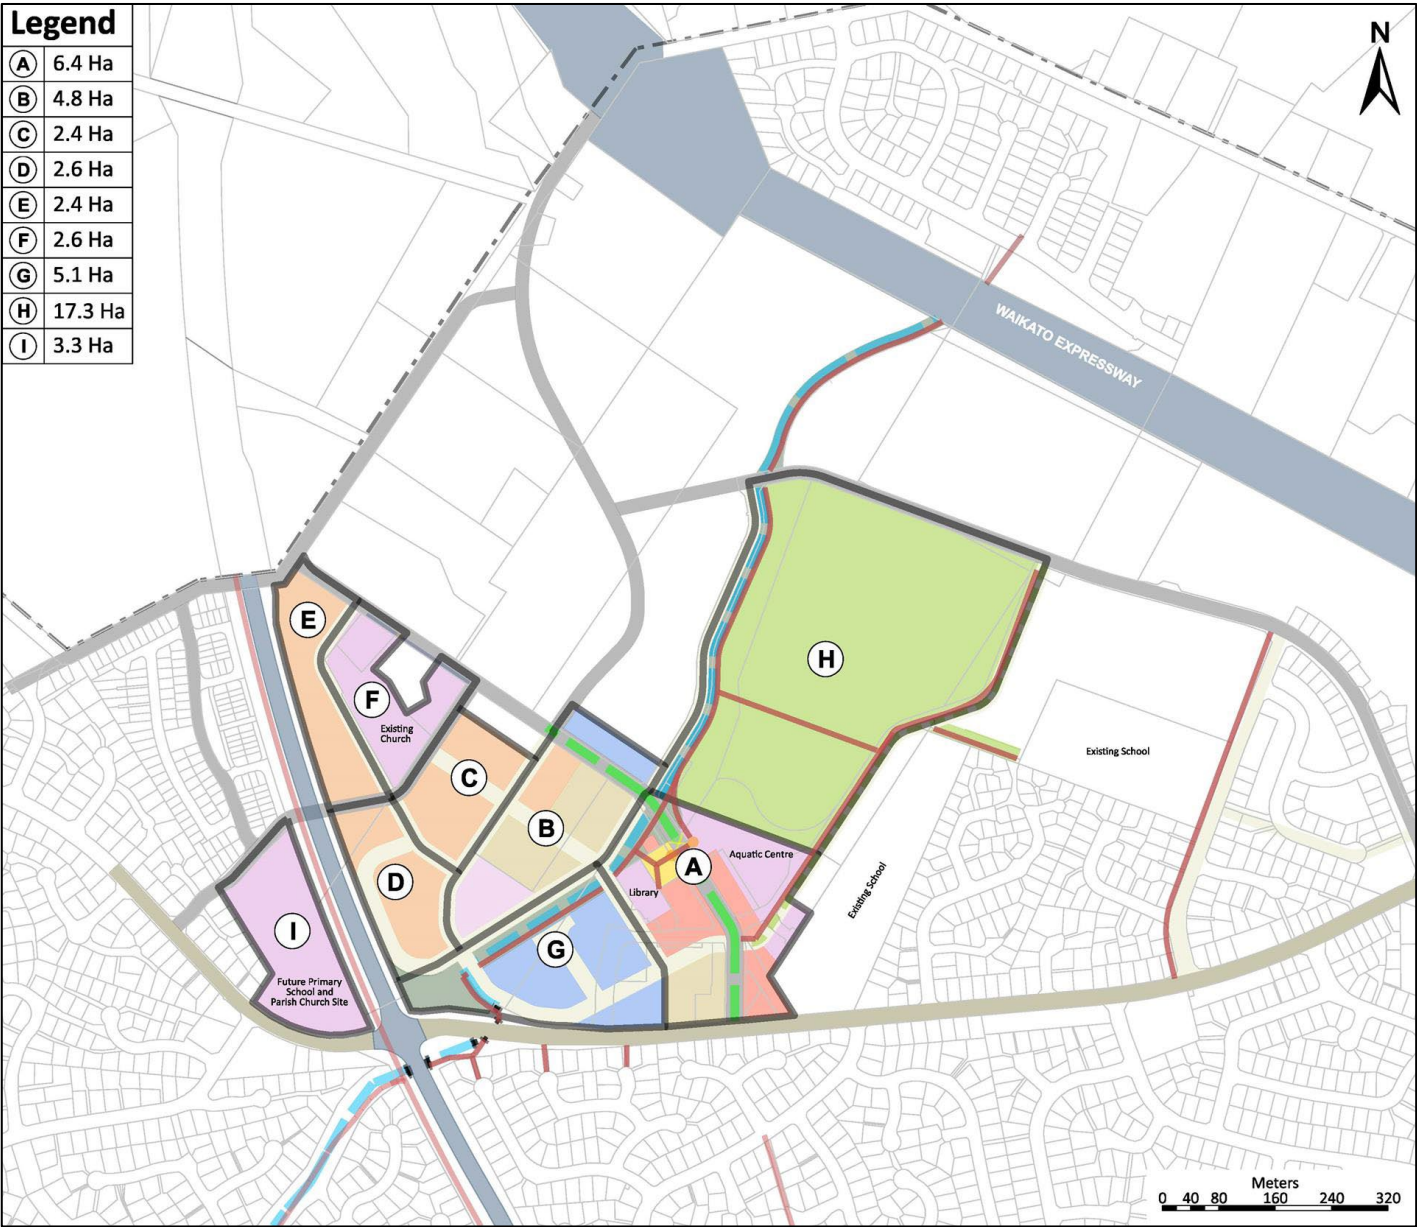 Legend
A 6.4 Ha
B 4.8 Ha
C 2.4 Ha
D 2.6 Ha
E 2.4 Ha
F 2.6 Ha
G 5.1 Ha
H 17.3 Ha
I 3.3 Ha
N
WAIKATO EXPRESSWAY
E
H
F
Existing
Church
C
Existing School
B
Aquatic Centre
A
Library
D
Existing School
I
G
Future Primary
School and
Parish Church Site
Meters
0 40 80 160 240 320